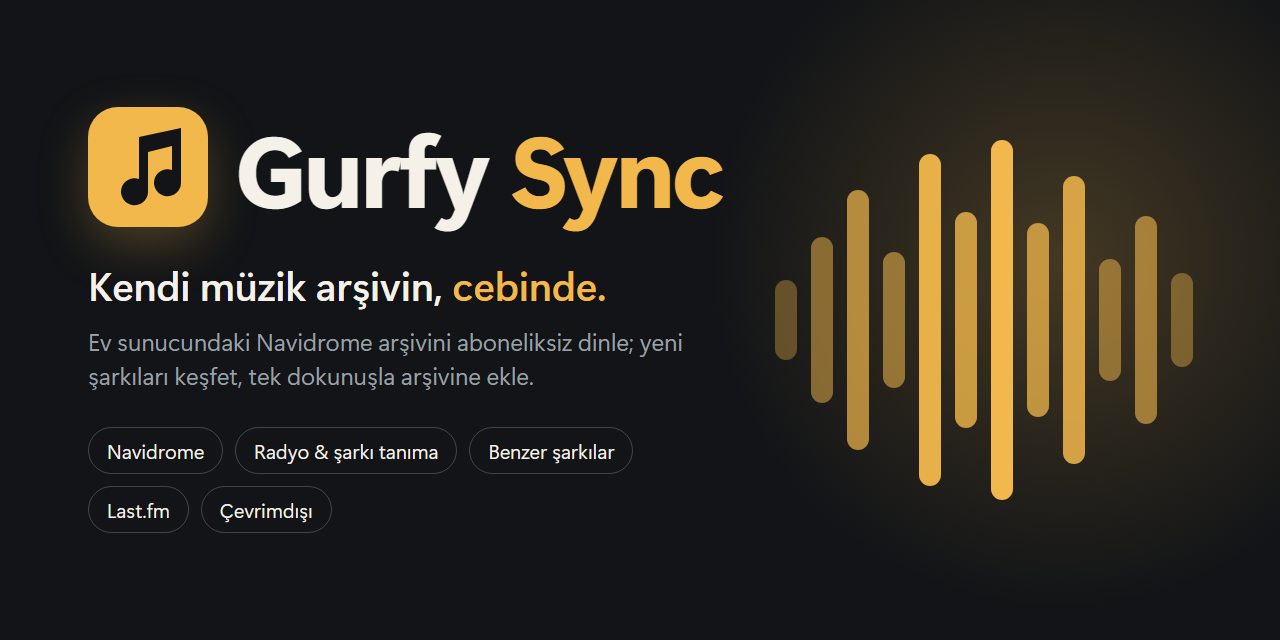 Gurfy Sync
Kendi müzik arşivin, cebinde.
Ev sunucundaki Navidrome arşivini aboneliksiz dinle; yeni
şarkıları keşfet, tek dokunuşla arşivine ekle.
Navidrome
Radyo & şarkı tanıma
Benzer şarkılar
Last.fm
Çevrimdışı